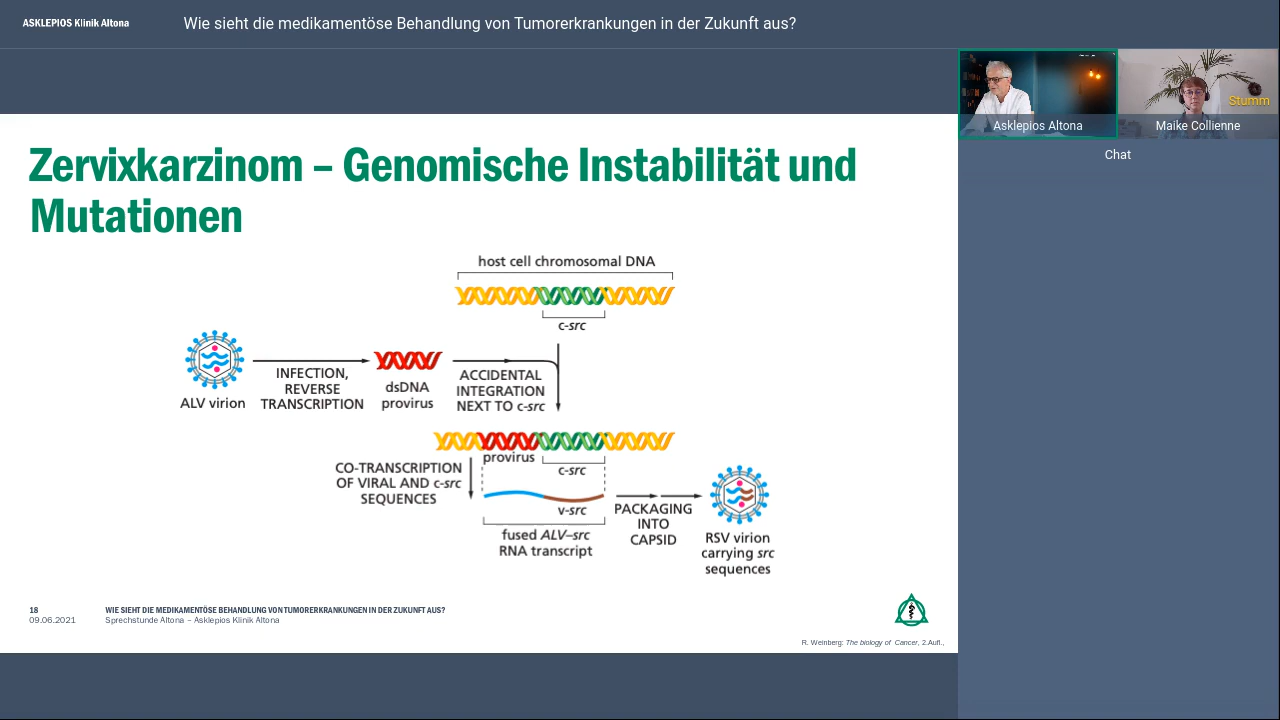 ASKLEPIOS Klinik Altona
Wie sieht die medikamentöse Behandlung von Tumorerkrankungen in der Zukunft aus?
Stumm
Asklepios Altona
Maike Collienne
Chat
Zervixkarzinom – Genomische Instabilität und
Mutationen
host cell chromosomal DNA
c-src
ALV virion
INFECTION,
REVERSE
TRANSCRIPTION
dsDNA
provirus
ACCIDENTAL
INTEGRATION
NEXT TO c-src
provirus
c-src
CO-TRANSCRIPTION
OF VIRAL AND c-src
SEQUENCES
v-src
fused ALV–src
RNA transcript
PACKAGING
INTO
CAPSID
RSV virion
carrying src
sequences
18
WIE SIEHT DIE MEDIKAMENTÖSE BEHANDLUNG VON TUMORERKRANKUNGEN IN DER ZUKUNFT AUS?
09.06.2021
Sprechstunde Altona – Asklepios Klinik Altona
R. Weinberg: The biology of Cancer, 2.Aufl.,